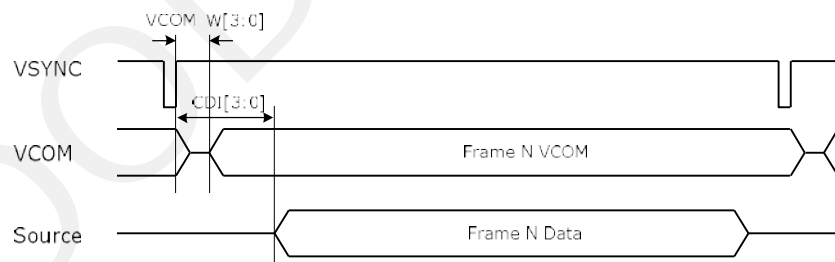 VCOM W[3:0]
VSYNC
CDI[3:0]
VCOM Frame N VCOM
Source Frame N Data